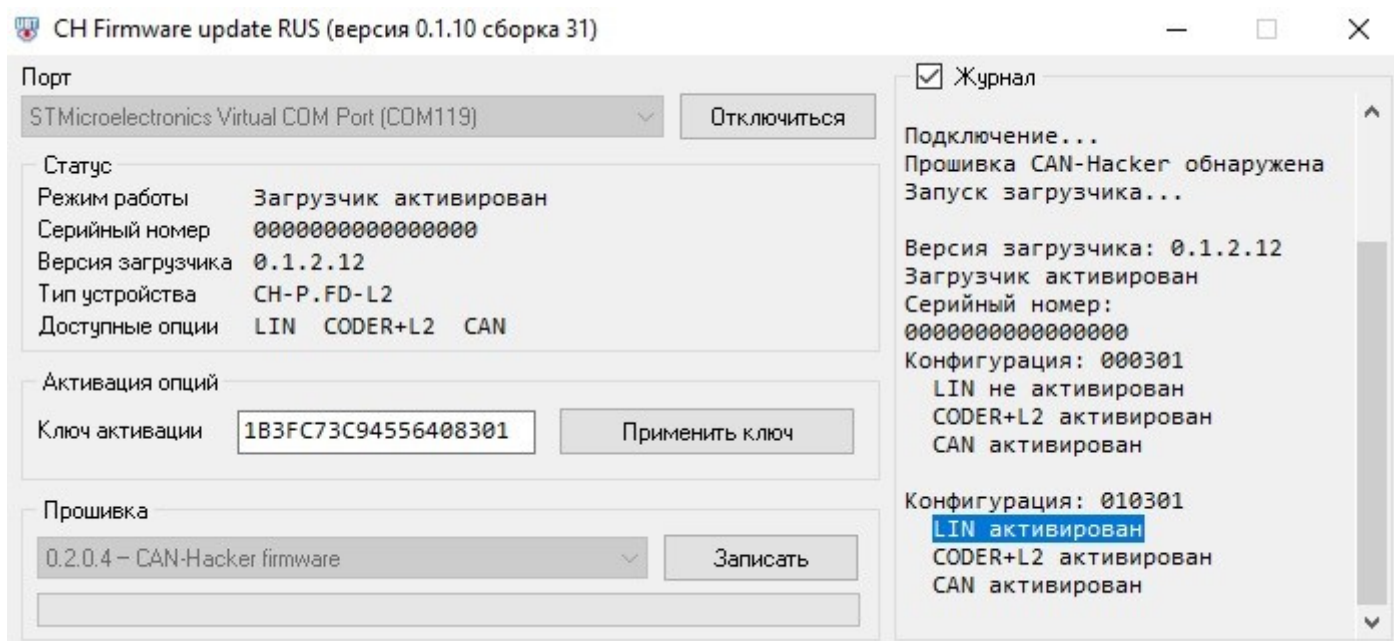 CH Firmware update RUS (версия 0.1.10 сборка 31)
Порт
STMicroelectronics Virtual COM Port (COM119)
Отключиться
Статус
Режим работы Загрузчик активирован
Серийный номер 0000000000000000
Версия загрузчика 0.1.2.12
Тип устройства CH-P.FD-L2
Доступные опции LIN CODER+L2 CAN
Активация опций
Ключ активации 1B3FC73C94556408301 Применить ключ
Прошивка
0.2.0.4 – CAN-Hacker firmware
Записать
Журнал
Подключение...
Прошивка CAN-Hacker обнаружена
Запуск загрузчика...
Версия загрузчика: 0.1.2.12
Загрузчик активирован
Серийный номер:
0000000000000000
Конфигурация: 000301
LIN не активирован
CODER+L2 активирован
CAN активирован
Конфигурация: 010301
LIN активирован
CODER+L2 активирован
CAN активирован